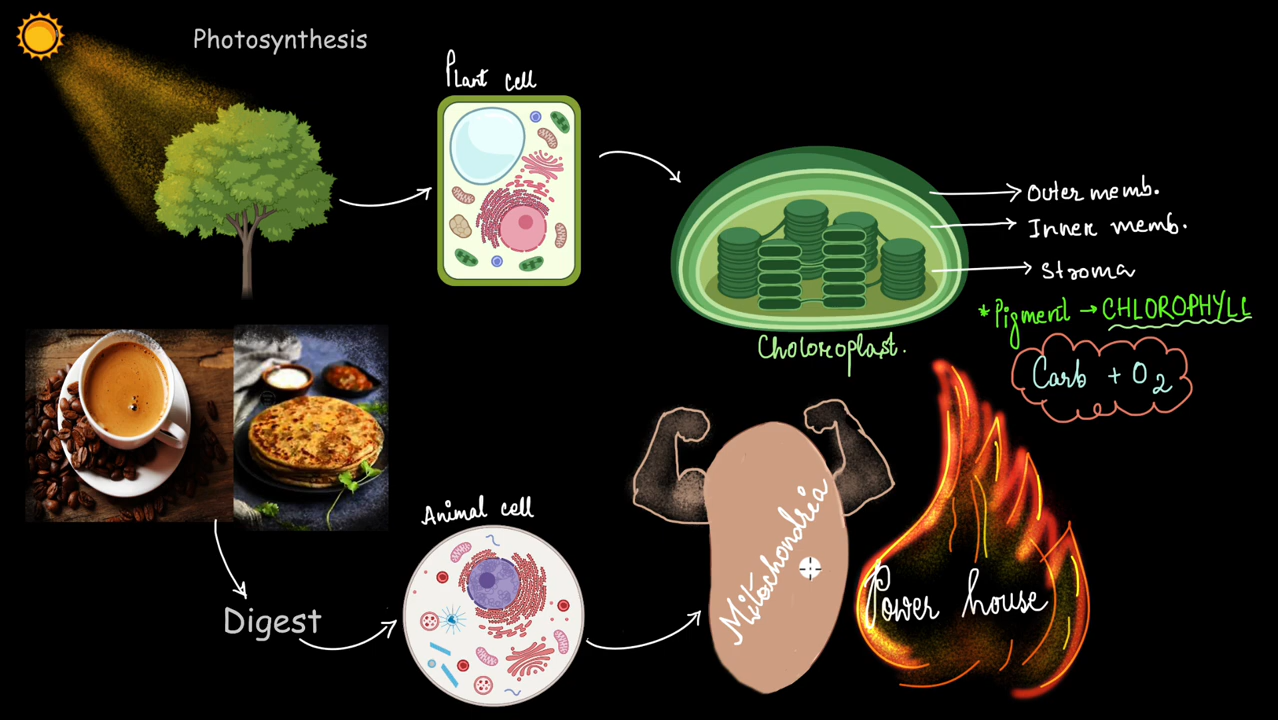 Photosynthesis
Plant cell
Outer memb.
Inner memb.
Stroma
* Pigment → CHLOROPHYLL
Carb + O2
Choloroplast.
Animal cell
Mitochondria
Power house
Digest